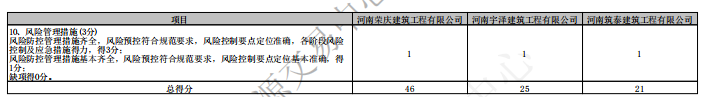 项目 河南荣庆建筑工程有限公司 河南宇泽建筑工程有限公司 河南筑泰建筑工程有限公司
10、风险管理措施(3分)
风险防控管理措施齐全，风险预控符合规范要求，风险控制要点定位准确，各阶段风险
控制及应急措施得力，得3分；
风险防控管理措施基本齐全，风险预控符合规范要求，风险控制要点定位基本准确，得
1分；
缺项得0分。
1 1 1
总得分 46 25 21
源交易中心
中心